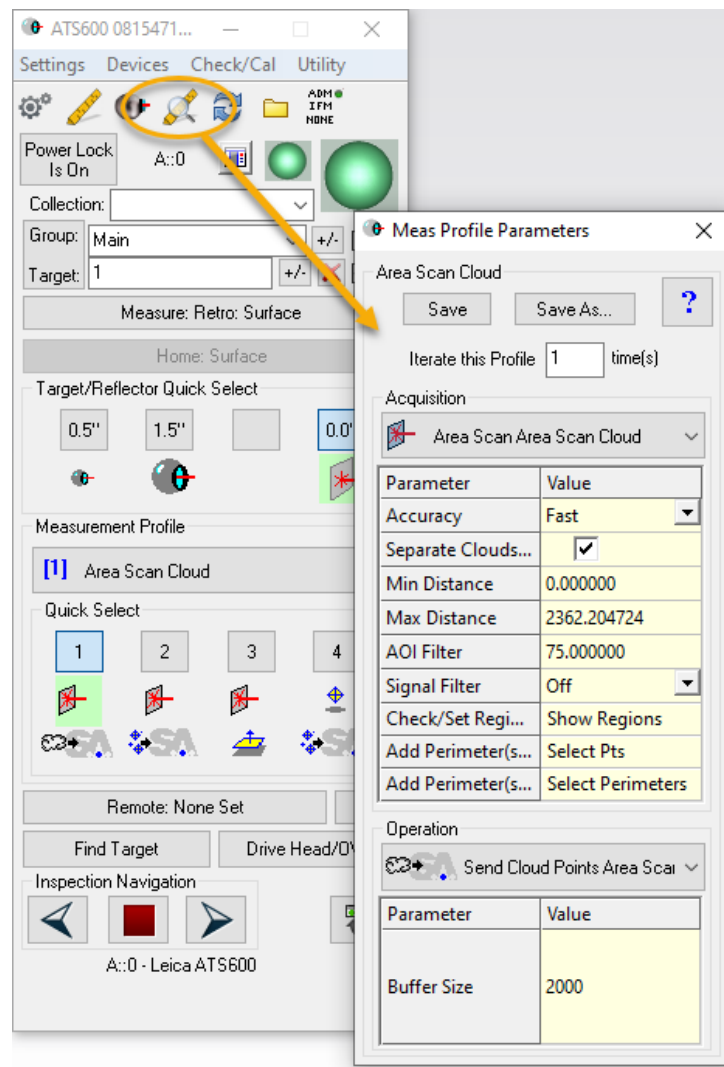 ATS600 0815471...
Settings Devices Check/Cal Utility
ADM
IFM
NONE
Power Lock
Is On
A::0
Collection:
Group: Main +/-
Target: 1 +/-
Measure: Retro: Surface
Home: Surface
Target/Reflector Quick Select
0.5" 1.5" 0.0"
Measurement Profile
[1] Area Scan Cloud
Quick Select
1 2 3 4
SA SA SA
Remote: None Set
Find Target Drive Head/OV
Inspection Navigation
A::0 - Leica ATS600
Meas Profile Parameters
Area Scan Cloud
Save Save As... ?
Iterate this Profile 1 time(s)
Acquisition
Area Scan Area Scan Cloud
Parameter Value
Accuracy Fast
Separate Clouds...
Min Distance 0.000000
Max Distance 2362.204724
AOI Filter 75.000000
Signal Filter Off
Check/Set Regi... Show Regions
Add Perimeter(s... Select Pts
Add Perimeter(s... Select Perimeters
Operation
SA Send Cloud Points Area Scar
Parameter Value
Buffer Size 2000